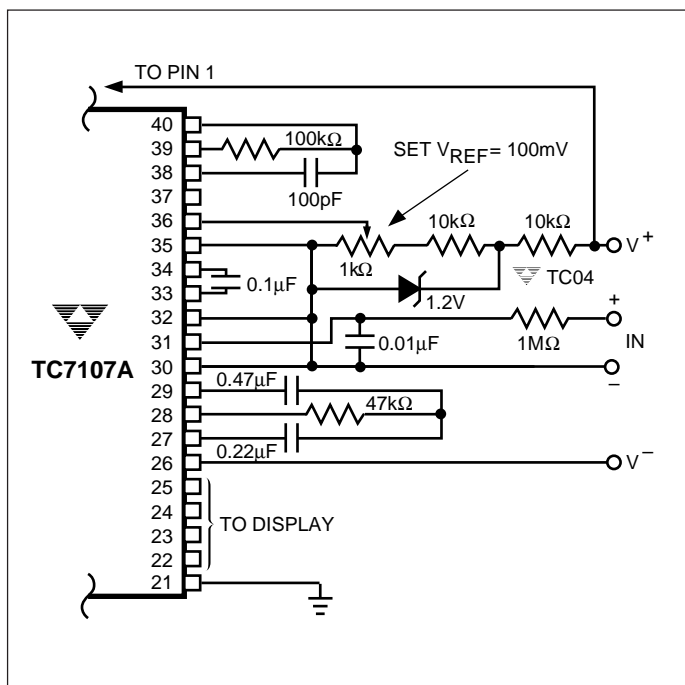 TO PIN 1
40
39
100kΩ
38
100pF
SET VREF = 100mV
37
36
35
1kΩ
10kΩ
10kΩ
V+
34
0.1μF
1.2V
TC04
33
32
+
31
0.01μF
1MΩ
IN
TC7107A
30
–
29
0.47μF
28
47kΩ
27
0.22μF
26
V–
25
24
TO DISPLAY
23
22
21